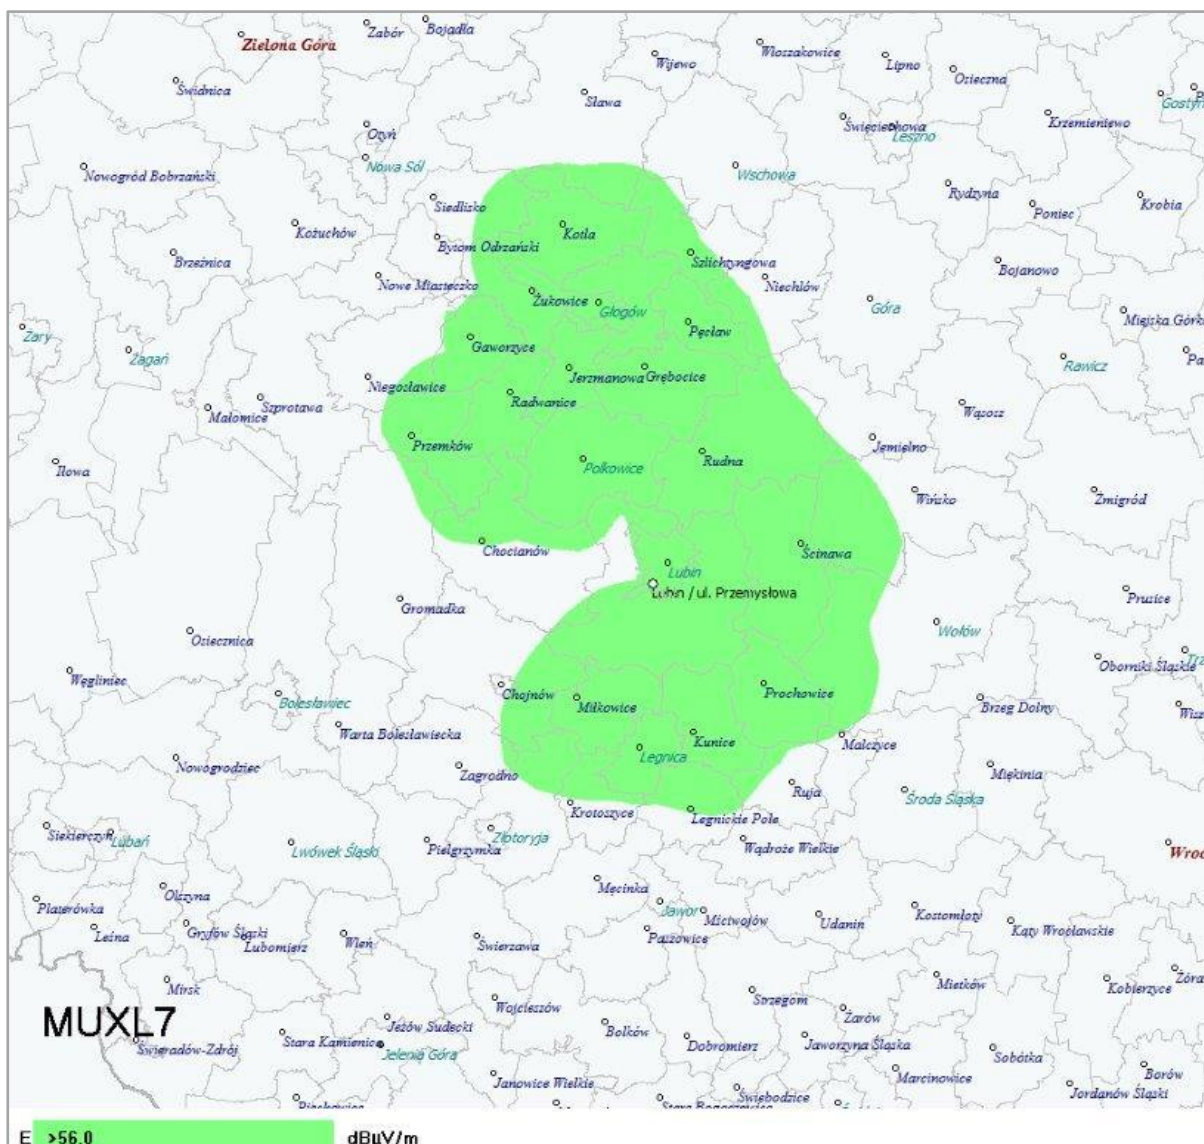 Bojadła
Zabór
Zielona Góra
Włoszakowice
Wijewo
Lipno
Osieczna
Świdnica
Sława
Krzemieniewo
Święciechowa
Leszno
Otyń
Nowa Sól
Wschowa
Nowogród Bobrzański
Rydzyna
Siedlisko
Poniec
Krobia
Kożuchów
Kotla
Bytom Odrzański
Brzeźnica
Szlichtyngowa
Bojanowo
Nowe Miasteczko
Niechlów
Żukowice
Głogów
Góra
Miejska Górk
Żary
Pęcław
Gaworzyce
Żagań
Rawicz
Jerzmanowa
Grębocice
Niegosławice
Radwanice
Szprotawa
Małomice
Wąsosz
Przemków
Jemielno
Rudna
Polkowice
Iłowa
Wińsko
Żmigród
Chocianów
Ścinawa
Lubin
Lubin / ul. Przemysłowa
Prusice
Gromadka
Osiecznica
Wołów
Oborniki Śląskie
Węgliniec
Chojnów
Prochowice
Bolesławiec
Miłkowice
Brzeg Dolny
Warta Bolesławiecka
Kunice
Malczyce
Legnica
Nowogrodziec
Zagrodno
Miękinia
Ruja
Środa Śląska
Krotoszyce
Legnickie Pole
Siekierczyn
Lubań
Złotoryja
Lwówek Śląski
Pielgrzymka
Wądroże Wielkie
Wroc
Męcinka
Olszyna
Platerówka
Jawor
Mściwojów
Udanin
Kostomłoty
Leśna
Gryfów Śląski
Lubomierz
Wleń
Świerzawa
Paszowice
Kąty Wrocławskie
Mirsk
Mietków
Kobierzyce
Żóra
Wojcieszów
Strzegom
MUXL7
Jeżów Sudecki
Żarów
Świeradów-Zdrój
Stara Kamienica
Jelenia Góra
Bolków
Dobromierz
Jaworzyna Śląska
Sobótka
Janowice Wielkie
Marcinowice
Borów
Świebodzice
Jordanów Śląski
E >56.0 dBµV/m